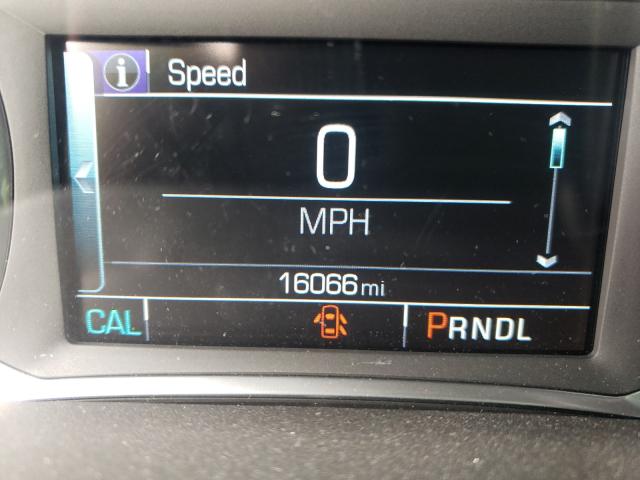 i Speed
0
MPH
16066 mi
CAL PRNDL